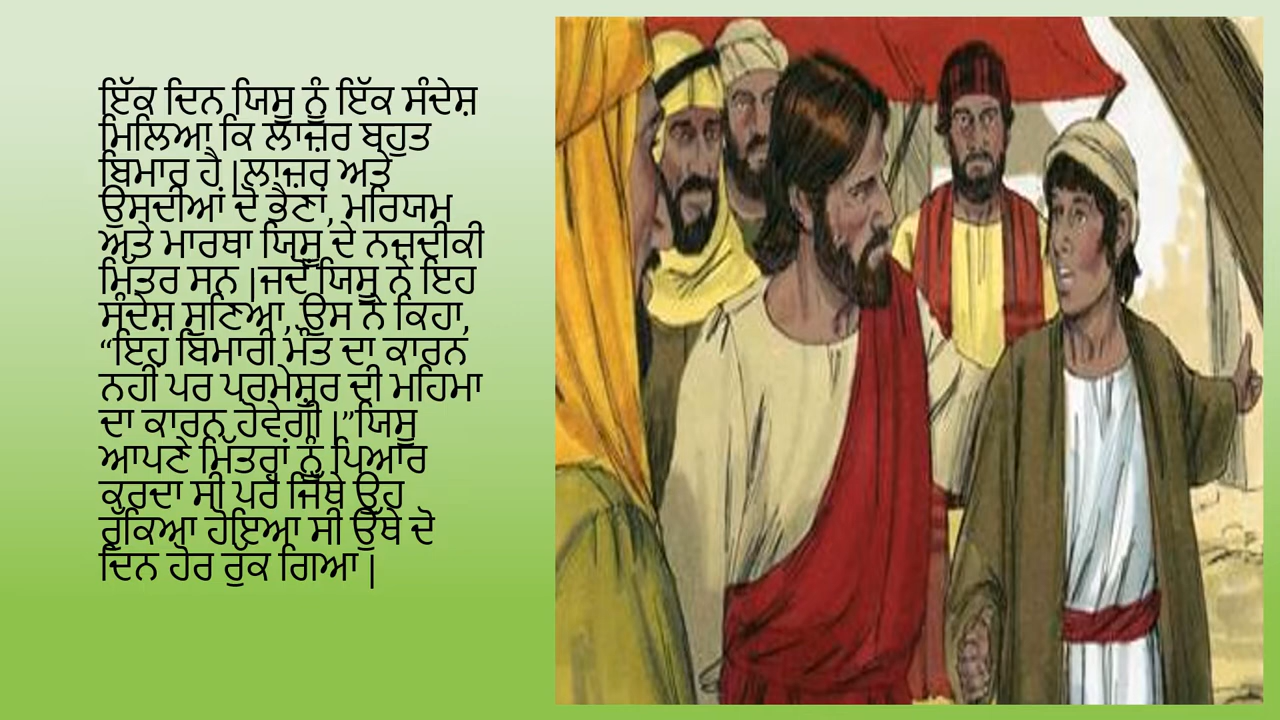 ਇੱਕ ਦਿਨ ਯਿਸੂ ਨੂੰ ਇੱਕ ਸੰਦੇਸ਼
ਮਿਲਿਆ ਕਿ ਲਾਜ਼ਰ ਬਹੁਤ
ਬਿਮਾਰ ਹੈ |ਲਾਜ਼ਰ ਅਤੇ
ਉਸਦੀਆਂ ਦੋ ਭੈਣਾਂ, ਮਰਿਯਮ
ਅਤੇ ਮਾਰਥਾ ਯਿਸੂ ਦੇ ਨਜ਼ਦੀਕੀ
ਮਿੱਤਰ ਸਨ |ਜਦੋਂ ਯਿਸੂ ਨੇ ਇਹ
ਸੰਦੇਸ਼ ਸੁਣਿਆ, ਉਸ ਨੇ ਕਿਹਾ,
“ਇਹ ਬਿਮਾਰੀ ਮੌਤ ਦਾ ਕਾਰਨ
ਨਹੀਂ ਪਰ ਪਰਮੇਸ਼ੁਰ ਦੀ ਮਹਿਮਾ
ਦਾ ਕਾਰਨ ਹੋਵੇਗੀ |”ਯਿਸੂ
ਆਪਣੇ ਮਿੱਤਰਾਂ ਨੂੰ ਪਿਆਰ
ਕਰਦਾ ਸੀ ਪਰ ਜਿੱਥੇ ਉਹ
ਰੁੱਕਿਆ ਹੋਇਆ ਸੀ ਉੱਥੇ ਦੋ
ਦਿਨ ਹੋਰ ਰੁੱਕ ਗਿਆ |